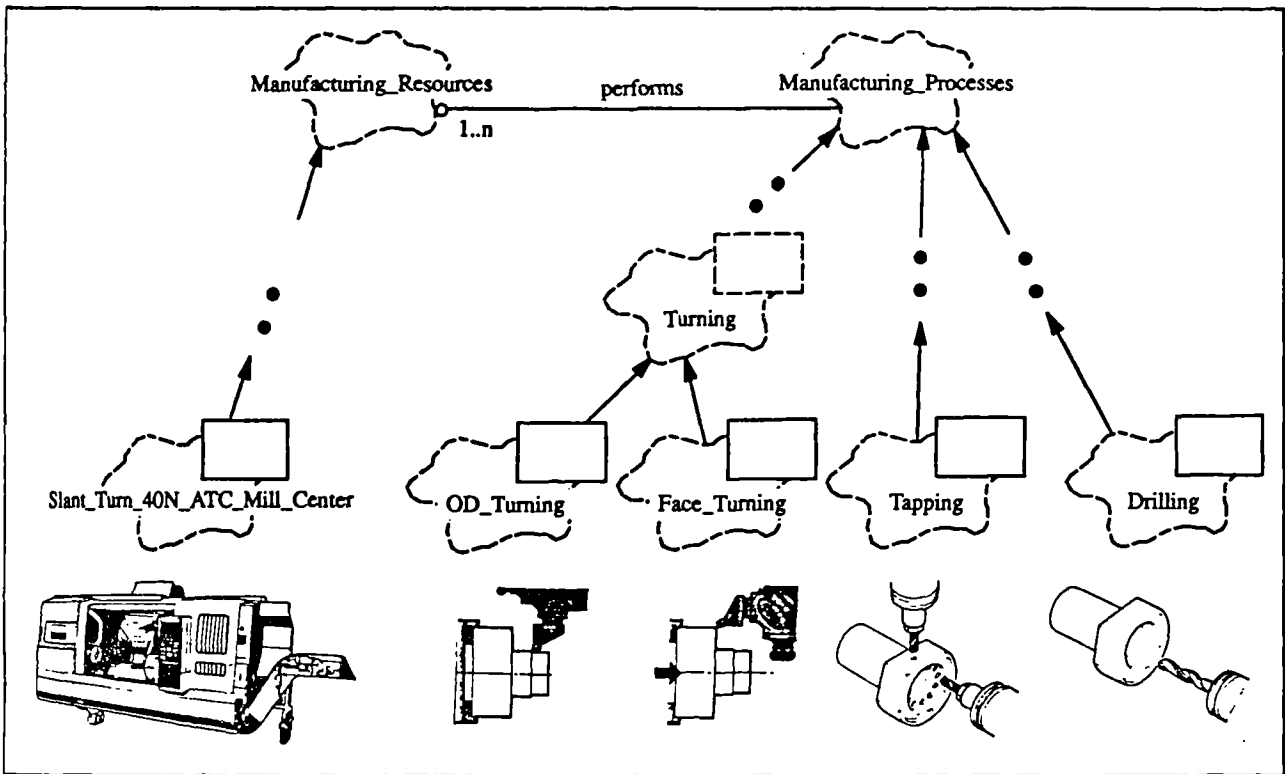 Manufacturing_Resources
performs
Manufacturing_Processes
1..n
Turning
Slant_Turn_40N_ATC_Mill_Center
OD_Turning
Face_Turning
Tapping
Drilling